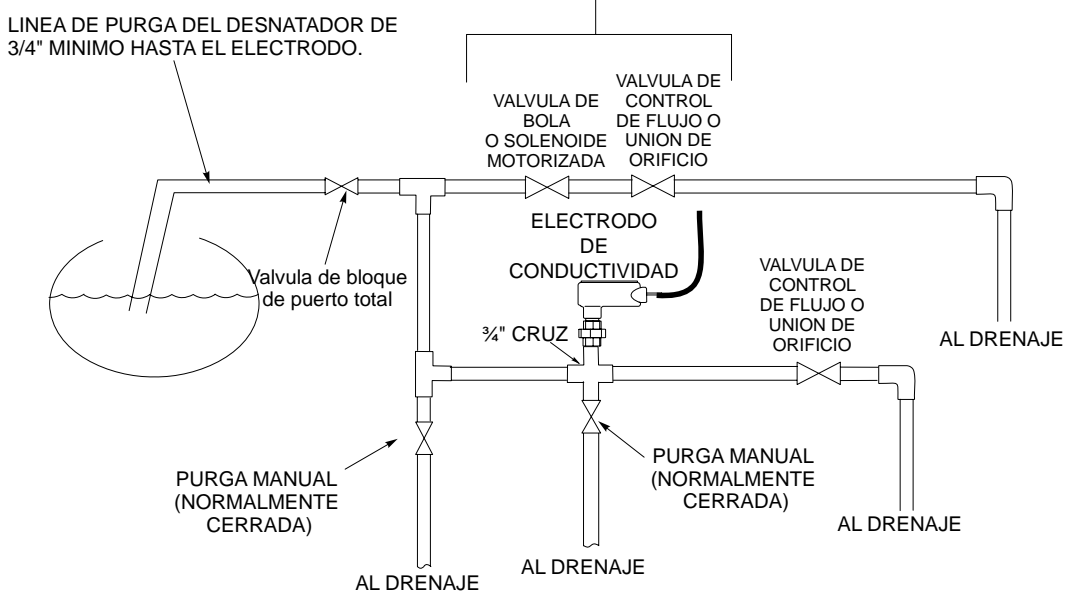 LINEA DE PURGA DEL DESNATADOR DE
3/4" MINIMO HASTA EL ELECTRODO.
VALVULA DE
BOLA
O SOLENOIDE
MOTORIZADA
VALVULA DE
CONTROL
DE FLUJO O
UNION DE
ORIFICIO
ELECTRODO
DE
CONDUCTIVIDAD
Valvula de bloque
de puerto total
¾" CRUZ
VALVULA DE
CONTROL
DE FLUJO O
UNION DE
ORIFICIO
AL DRENAJE
PURGA MANUAL
(NORMALMENTE
CERRADA)
PURGA MANUAL
(NORMALMENTE
CERRADA)
AL DRENAJE
AL DRENAJE
AL DRENAJE